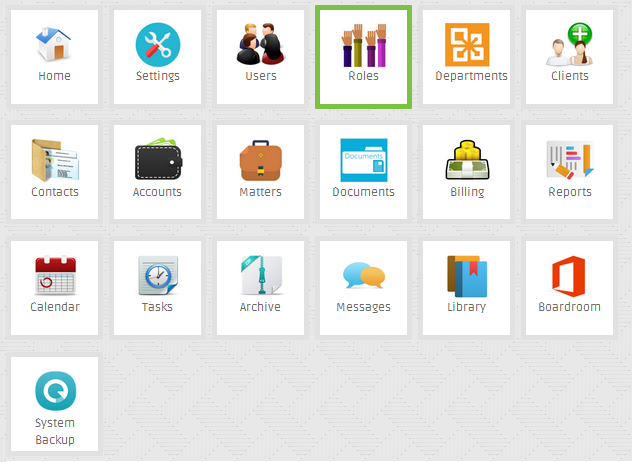 Home
Settings
Users
Roles
Departments
Clients
Contacts
Accounts
Matters
Documents
Documents
Billing
Reports
Calendar
Tasks
Archive
Messages
Library
Boardroom
System
Backup